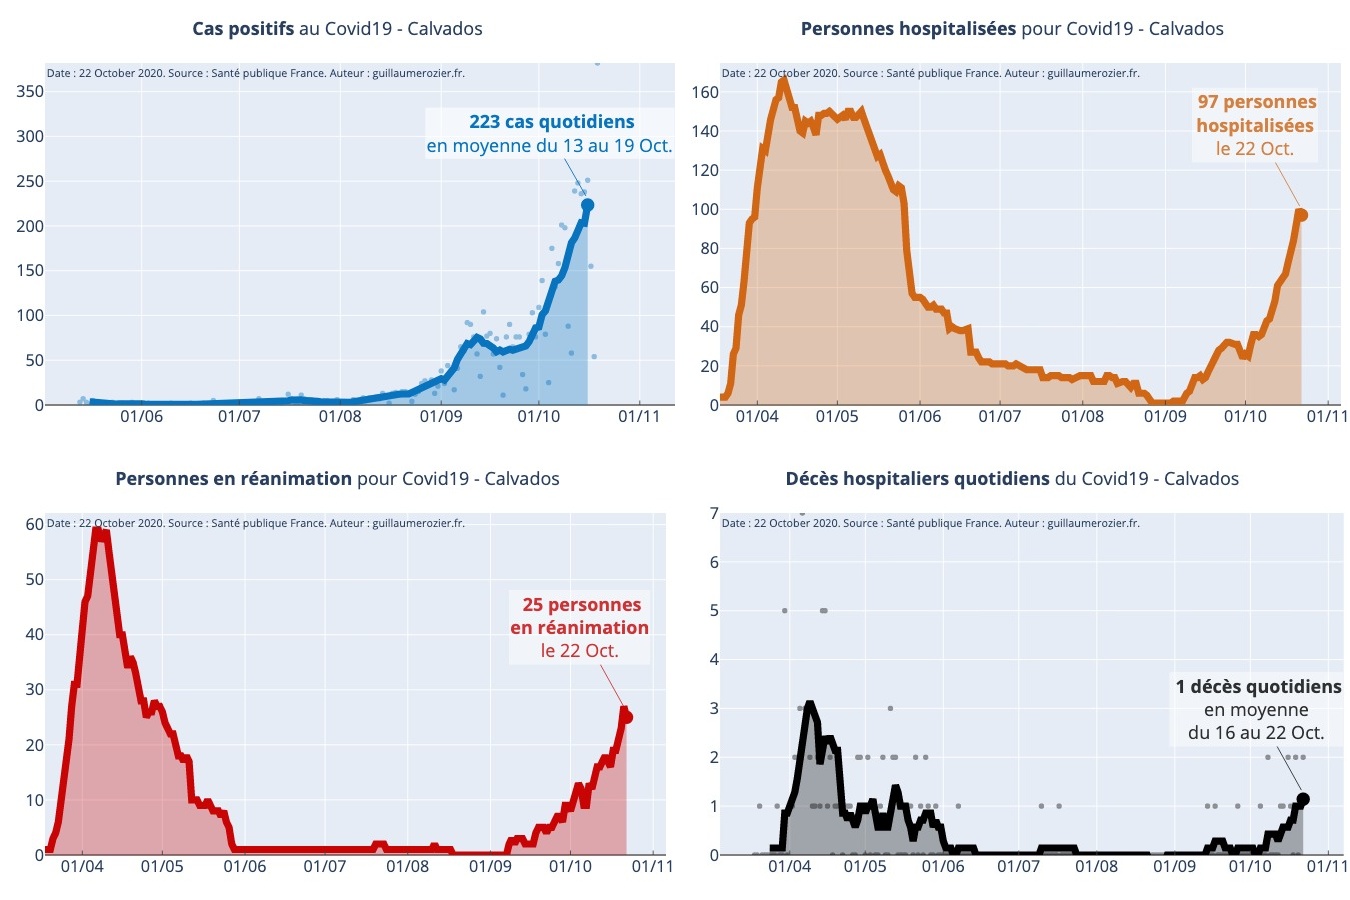 Cas positifs au Covid19 - Calvados
Date : 22 October 2020. Source : Santé publique France. Auteur : guillaumerozier.fr.
350
300
250
200
150
100
50
0
223 cas quotidiens
en moyenne du 13 au 19 Oct.
01/06 01/07 01/08 01/09 01/10 01/11
Personnes hospitalisées pour Covid19 - Calvados
Date : 22 October 2020. Source : Santé publique France. Auteur : guillaumerozier.fr.
160
140
120
100
80
60
40
20
0
97 personnes
hospitalisées
le 22 Oct.
01/04 01/05 01/06 01/07 01/08 01/09 01/10 01/11
Personnes en réanimation pour Covid19 - Calvados
Date : 22 October 2020. Source : Santé publique France. Auteur : guillaumerozier.fr.
60
50
40
30
20
10
0
25 personnes
en réanimation
le 22 Oct.
01/04 01/05 01/06 01/07 01/08 01/09 01/10 01/11
Décès hospitaliers quotidiens du Covid19 - Calvados
Date : 22 October 2020. Source : Santé publique France. Auteur : guillaumerozier.fr.
7
6
5
4
3
2
1
0
1 décès quotidiens
en moyenne
du 16 au 22 Oct.
01/04 01/05 01/06 01/07 01/08 01/09 01/10 01/11